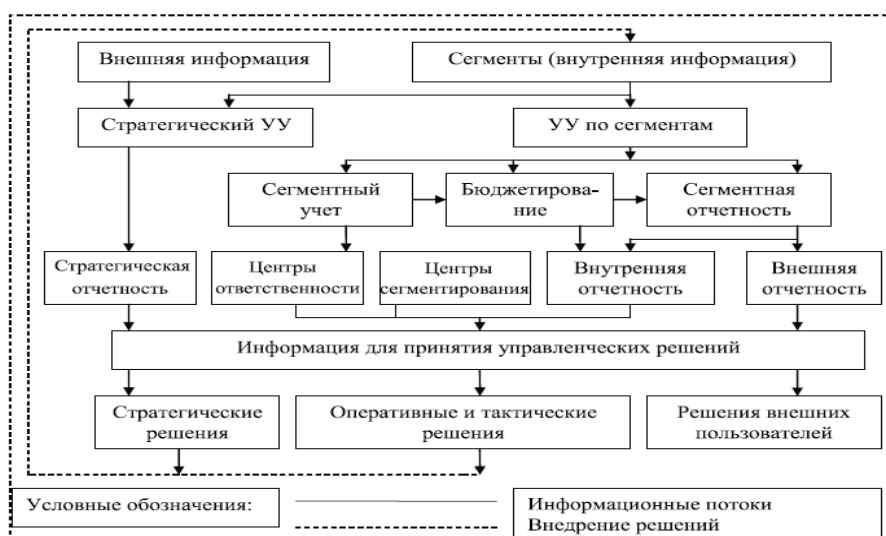 Внешняя информация
Сегменты (внутренняя информация)
Стратегический УУ
УУ по сегментам
Сегментный
учет
Бюджетирова-
ние
Сегментная
отчетность
Стратегическая
отчетность
Центры
ответственности
Центры
сегментирования
Внутренняя
отчетность
Внешняя
отчетность
Информация для принятия управленческих решений
Стратегические
решения
Оперативные и тактические
решения
Решения внешних
пользователей
Условные обозначения:
Информационные потоки
Внедрение решений